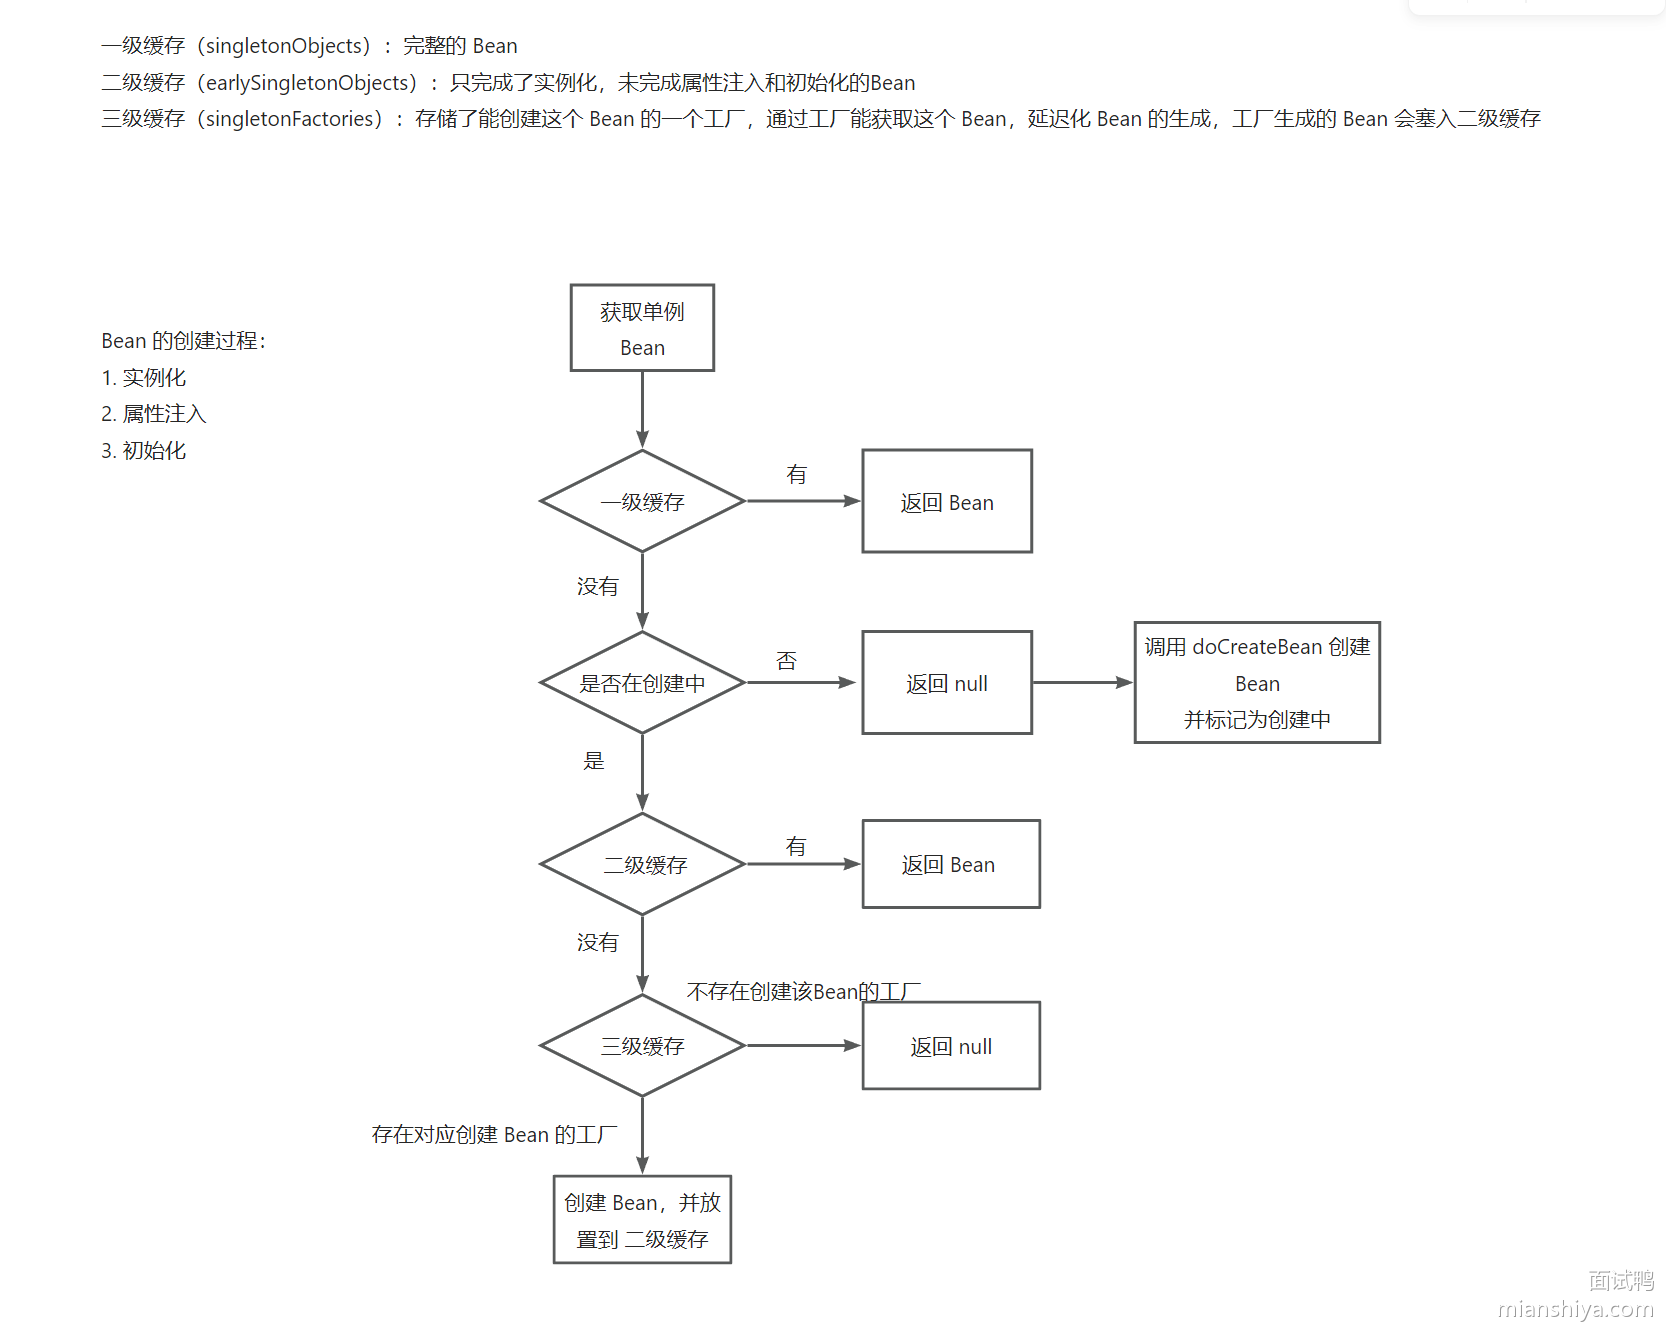 一级缓存（singletonObjects）：完整的 Bean
二级缓存（earlySingletonObjects）：只完成了实例化，未完成属性注入和初始化的Bean
三级缓存（singletonFactories）：存储了能创建这个 Bean 的一个工厂，通过工厂能获取这个 Bean，延迟化 Bean 的生成，工厂生成的 Bean 会塞入二级缓存
获取单例
Bean
Bean 的创建过程：
1. 实例化
2. 属性注入
3. 初始化
有
一级缓存
返回 Bean
没有
否
是否在创建中
返回 null
调用 doCreateBean 创建
Bean
并标记为创建中
是
有
二级缓存
返回 Bean
没有
不存在创建该Bean的工厂
三级缓存
返回 null
存在对应创建 Bean 的工厂
创建 Bean，并放
置到 二级缓存
面试鸭
mianshiya.com